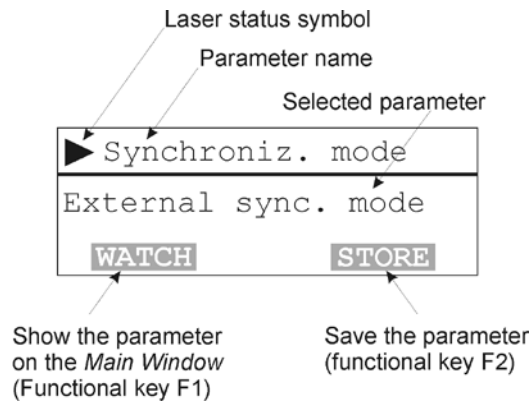 Laser status symbol
Parameter name
Selected parameter
Synchroniz. mode
External sync. mode
WATCH STORE
Show the parameter
on the Main Window
(Functional key F1)
Save the parameter
(functional key F2)